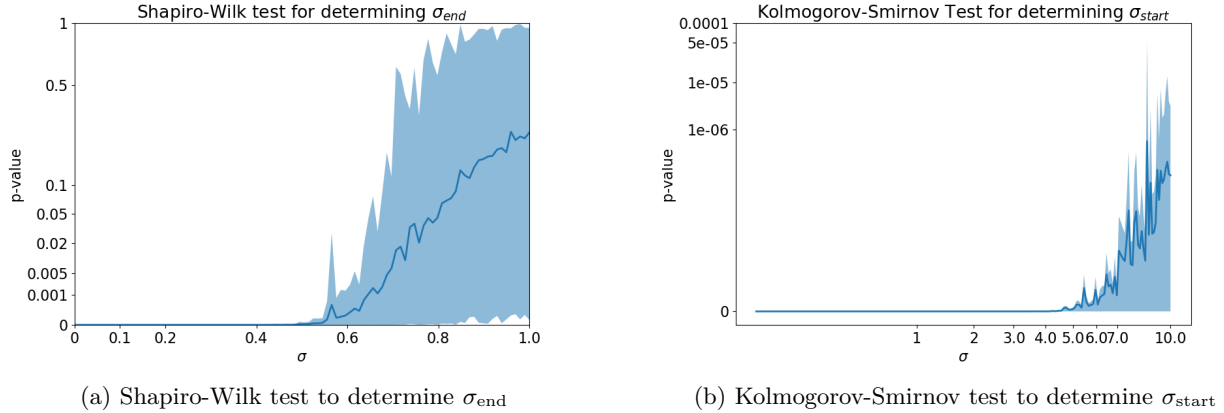 Shapiro-Wilk test for determining σ_end
1
0.5
0.1
0.05
0.02
0.005
0.001
0
p-value
0 0.1 0.2 0.4 0.6 0.8 1.0
σ
(a) Shapiro-Wilk test to determine σ_end
Kolmogorov-Smirnov Test for determining σ_start
0.0001
5e-05
1e-05
1e-06
0
p-value
1 2 3.0 4.0 5.0 6.0 7.0 10.0
σ
(b) Kolmogorov-Smirnov test to determine σ_start